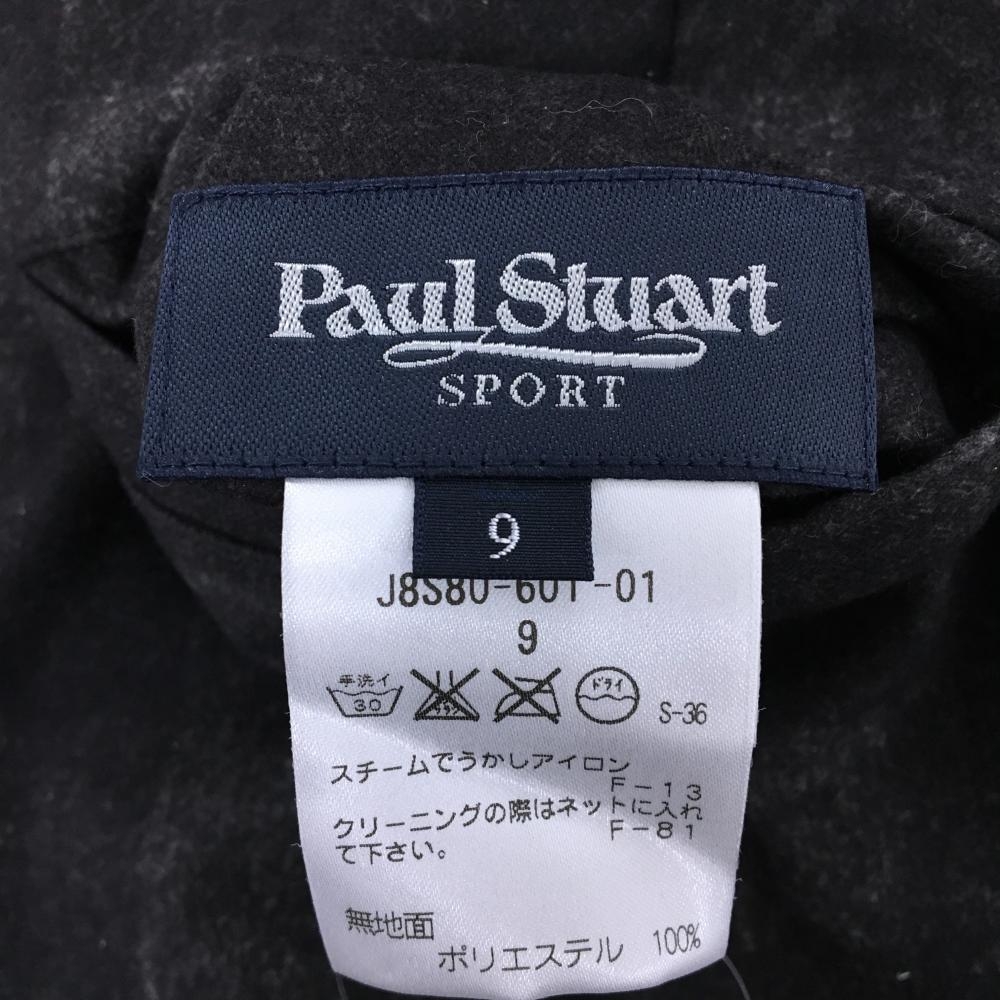 Paul Stuart
SPORT
9
J8S80-601-01
9
手洗イ
30
ドライ
S-36
スチームでうかしアイロン
F-13
クリーニングの際はネットに入れ
F-81
て下さい。
無地面
ポリエステル 100%